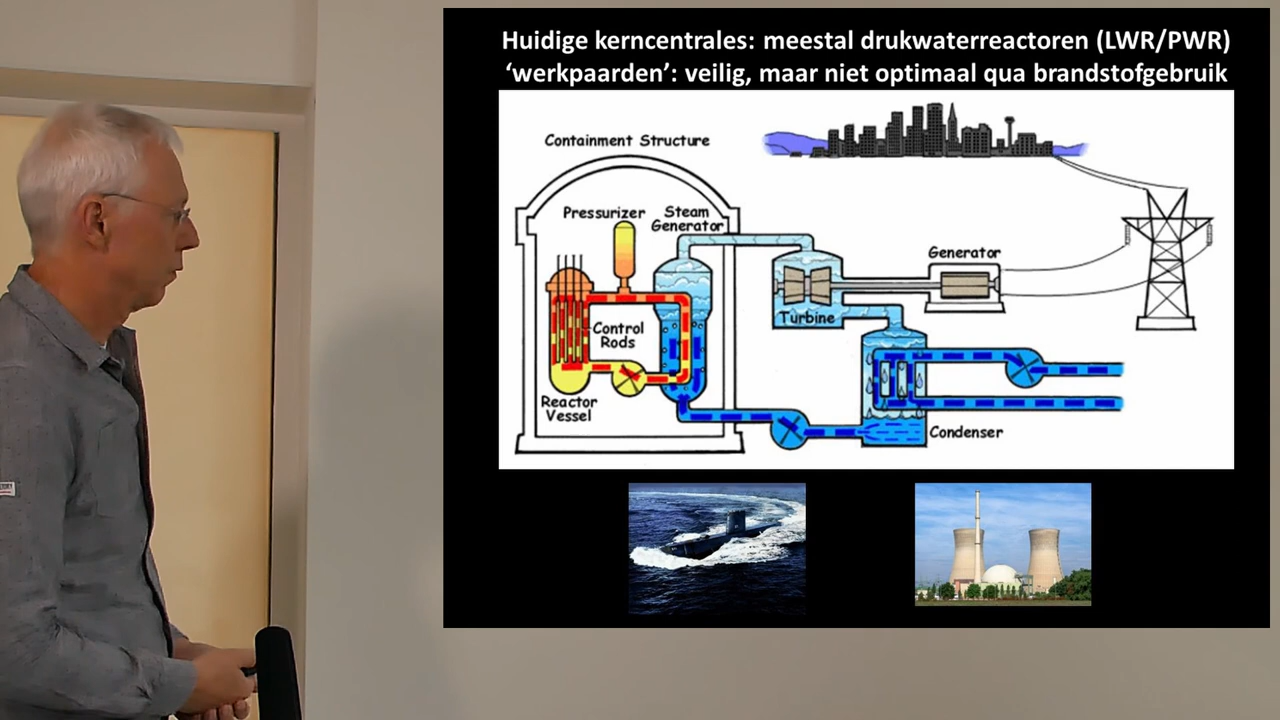 Huidige kerncentrales: meestal drukwaterreactoren (LWR/PWR)
‘werkpaarden’: veilig, maar niet optimaal qua brandstofgebruik
Containment Structure
Pressurizer
Steam
Generator
Generator
Turbine
Control
Rods
Reactor
Vessel
Condenser